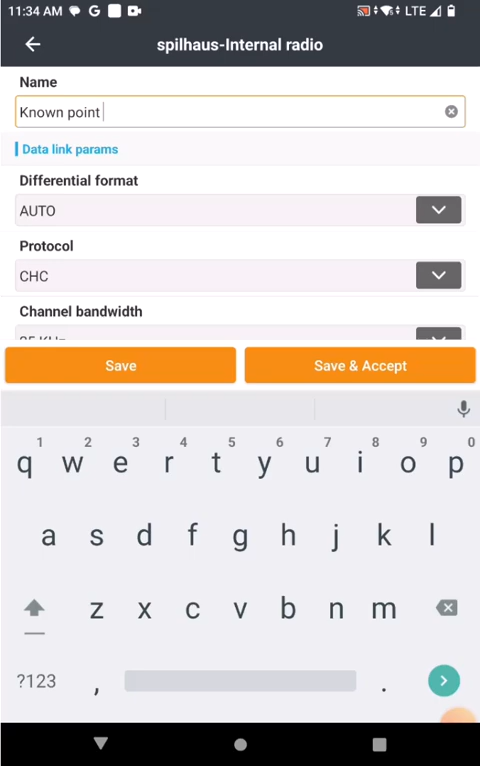 11:34 AM G LTE
spilhaus-Internal radio
Name
Known point
Data link params
Differential format
AUTO
Protocol
CHC
Channel bandwidth
Save Save & Accept
1 2 3 4 5 6 7 8 9 0
q w e r t y u i o p
a s d f g h j k l
z x c v b n m
?123 , .